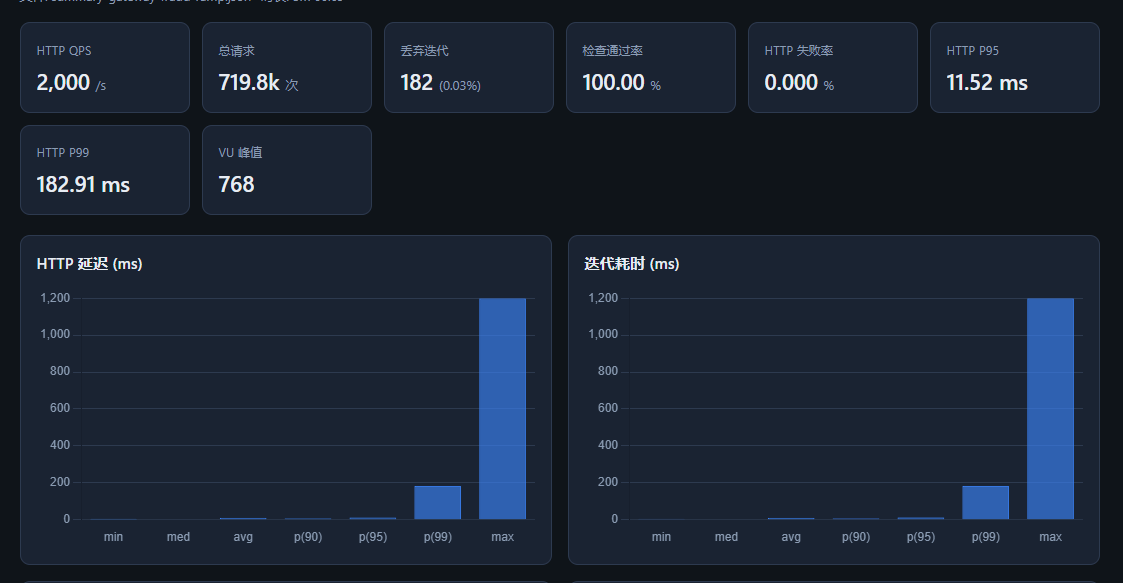 HTTP QPS
2,000 /s
总请求
719.8k 次
丢弃迭代
182 (0.03%)
检查通过率
100.00 %
HTTP 失败率
0.000 %
HTTP P95
11.52 ms
HTTP P99
182.91 ms
VU 峰值
768
HTTP 延迟 (ms)
1,200
1,000
800
600
400
200
0
min med avg p(90) p(95) p(99) max
迭代耗时 (ms)
1,200
1,000
800
600
400
200
0
min med avg p(90) p(95) p(99) max